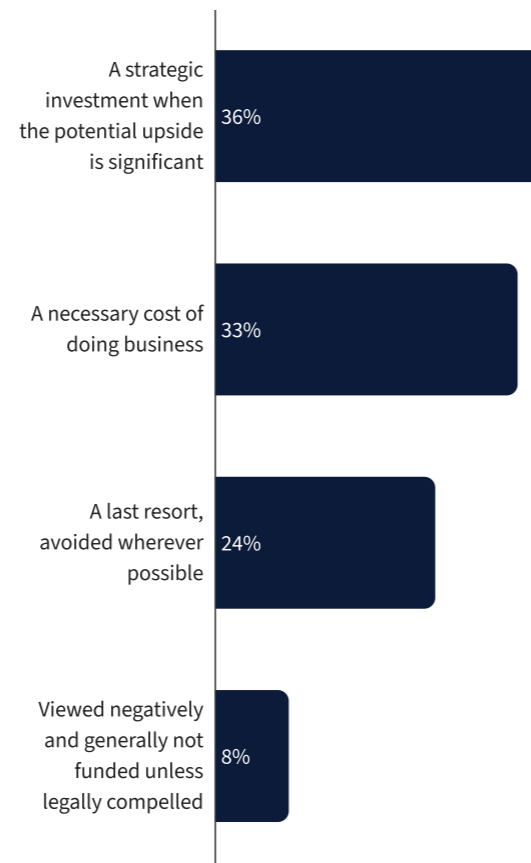 A strategic
investment when
the potential upside
is significant
36%
A necessary cost of
doing business
33%
A last resort,
avoided wherever
possible
24%
Viewed negatively
and generally not
funded unless
legally compelled
8%